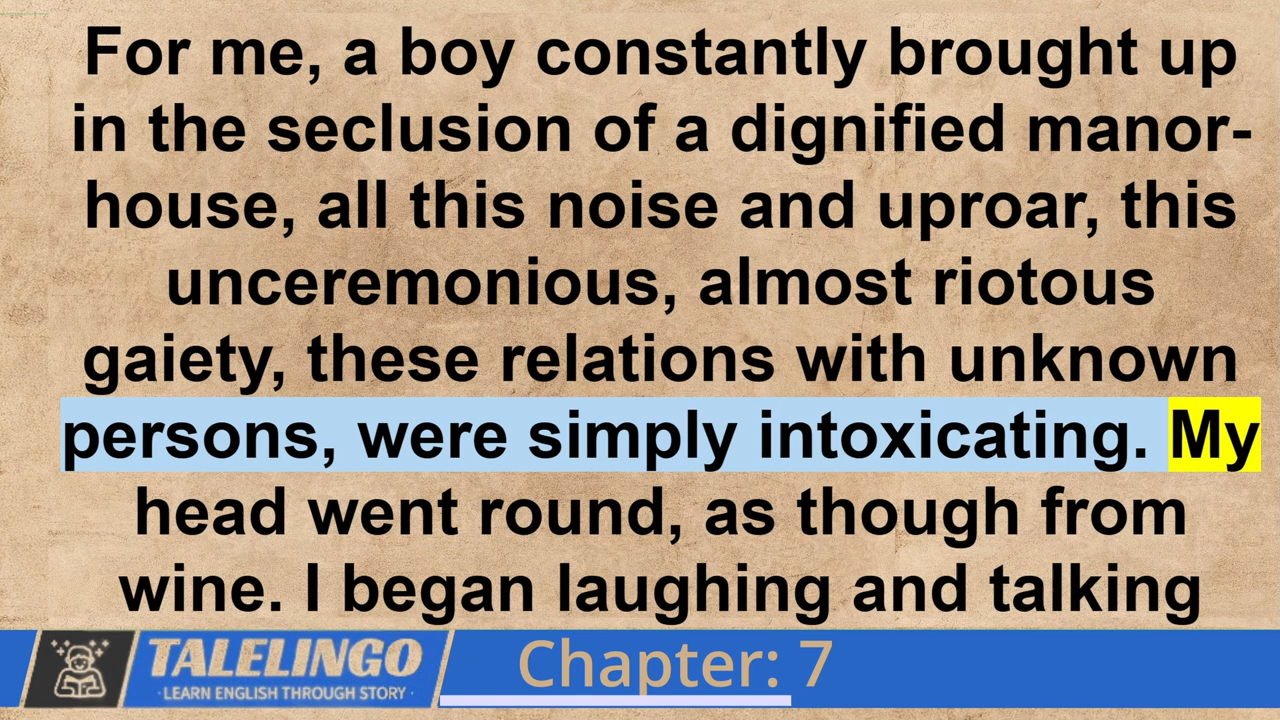 For me, a boy constantly brought up
in the seclusion of a dignified manor-
house, all this noise and uproar, this
unceremonious, almost riotous
gaiety, these relations with unknown
persons, were simply intoxicating. My
head went round, as though from
wine. I began laughing and talking
TALELINGO
·LEARN ENGLISH THROUGH STORY·
Chapter: 7